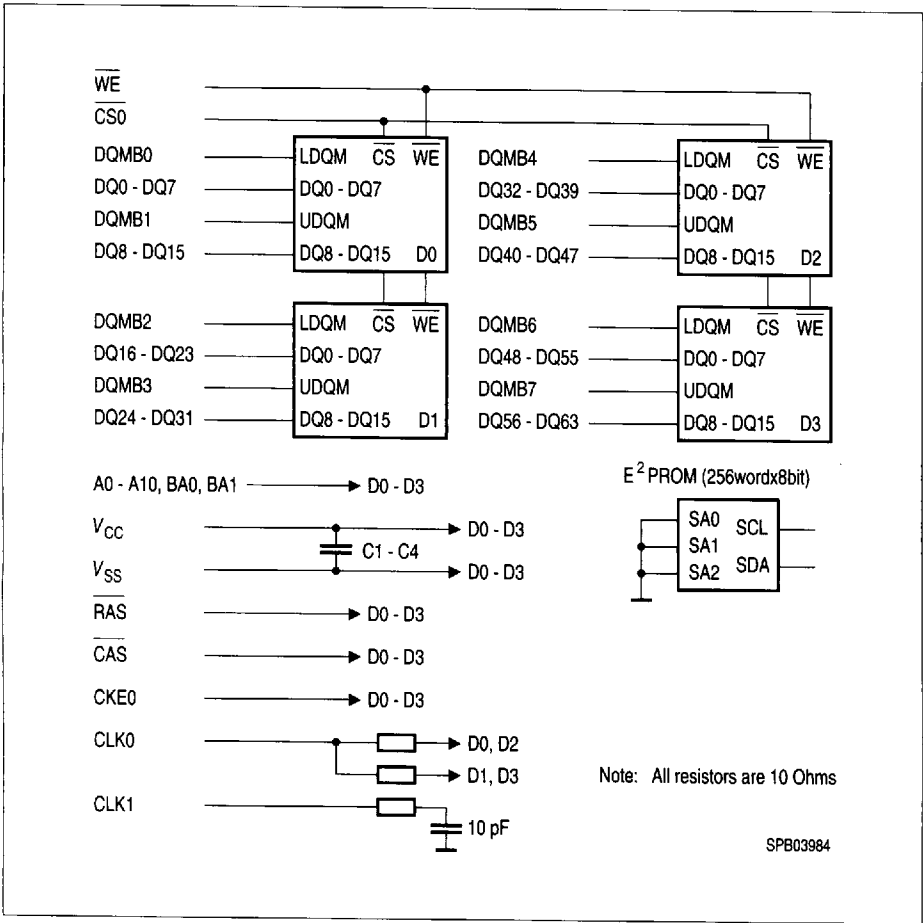 WE
CS0
DQMB0 LDQM CS WE DQMB4 LDQM CS WE
DQ0 - DQ7 DQ0 - DQ7 DQ32 - DQ39 DQ0 - DQ7
DQMB1 UDQM DQMB5 UDQM
DQ8 - DQ15 DQ8 - DQ15 D0 DQ40 - DQ47 DQ8 - DQ15 D2
DQMB2 LDQM CS WE DQMB6 LDQM CS WE
DQ16 - DQ23 DQ0 - DQ7 DQ48 - DQ55 DQ0 - DQ7
DQMB3 UDQM DQMB7 UDQM
DQ24 - DQ31 DQ8 - DQ15 D1 DQ56 - DQ63 DQ8 - DQ15 D3
E² PROM (256wordx8bit)
A0 - A10, BA0, BA1 D0 - D3
SA0 SCL
SA1
SA2 SDA
VCC D0 - D3
C1 - C4
VSS D0 - D3
RAS D0 - D3
CAS D0 - D3
CKE0 D0 - D3
CLK0 D0, D2
D1, D3 Note: All resistors are 10 Ohms
CLK1
10 pF
SPB03984